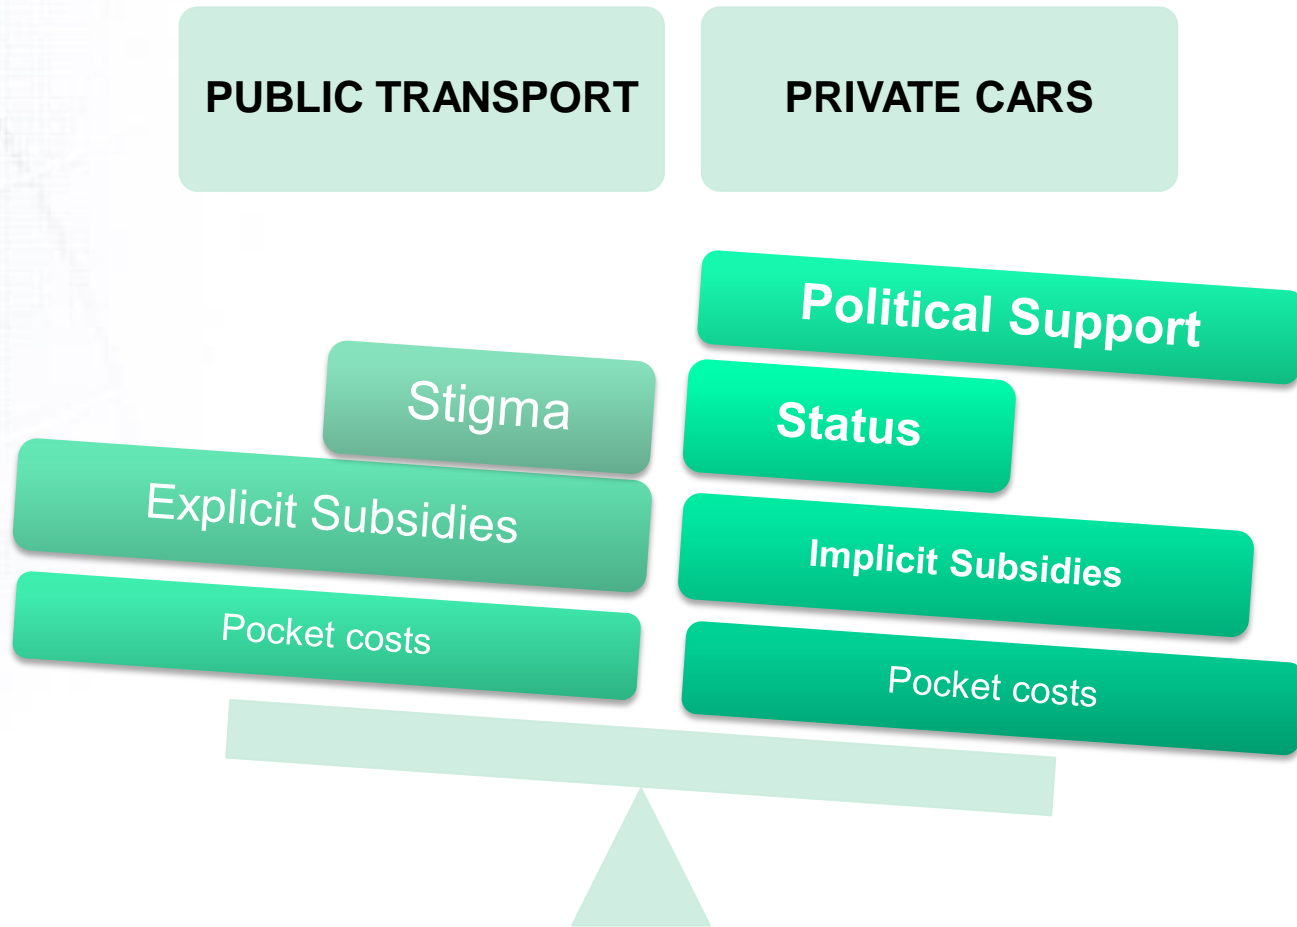 PUBLIC TRANSPORT
PRIVATE CARS
Political Support
Stigma
Status
Explicit Subsidies
Implicit Subsidies
Pocket costs
Pocket costs